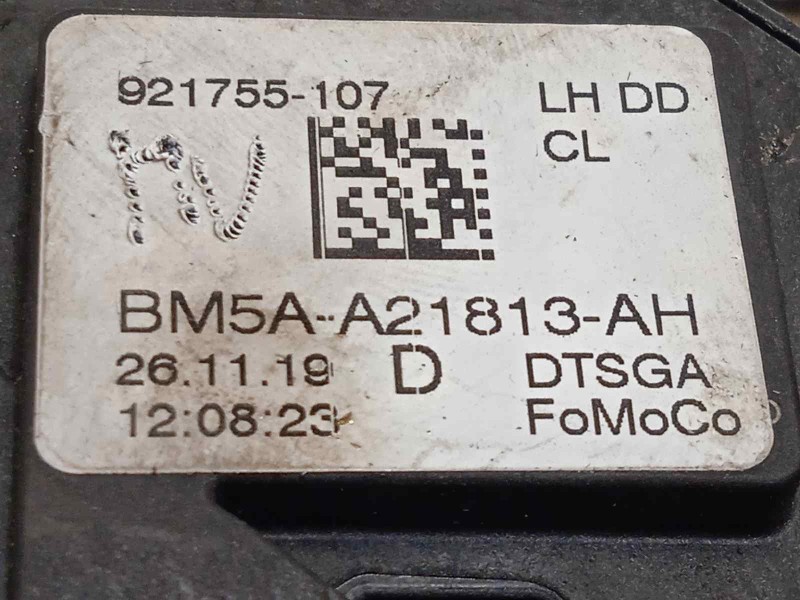 921755-107 LH DD
CL
BM5A-A21813-AH
26.11.19 D DTSGA
12:08:23 FoMoCo